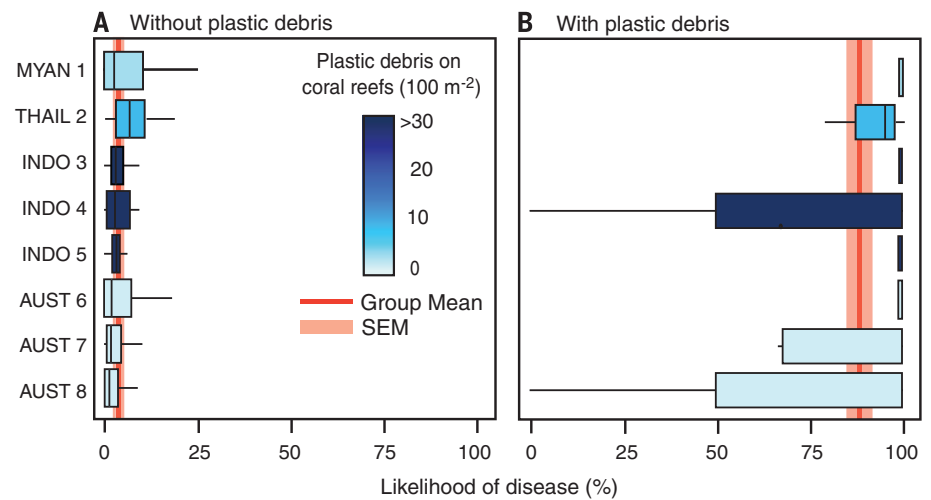 A Without plastic debris
B With plastic debris
MYAN 1
THAIL 2
INDO 3
INDO 4
INDO 5
AUST 6
AUST 7
AUST 8
Plastic debris on
coral reefs (100 m-2)
>30
20
10
0
Group Mean
SEM
0 25 50 75 100
0 25 50 75 100
Likelihood of disease (%)